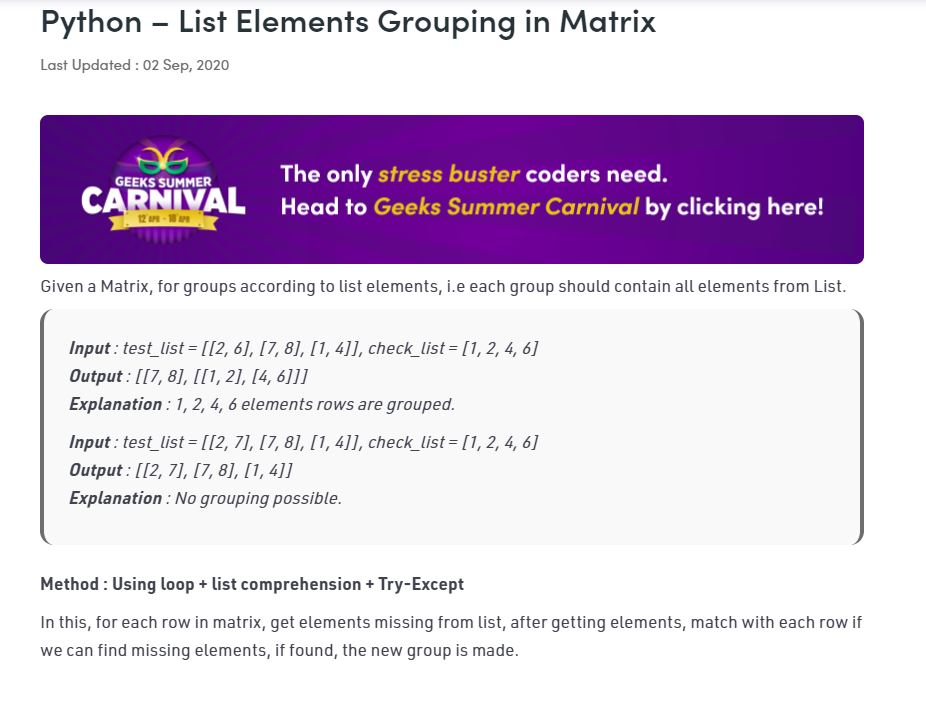 Python – List Elements Grouping in Matrix
Last Updated : 02 Sep, 2020
GEEKS SUMMER
CARNIVAL
12 APR - 18 APR
The only stress buster coders need.
Head to Geeks Summer Carnival by clicking here!
Given a Matrix, for groups according to list elements, i.e each group should contain all elements from List.
Input : test_list = [[2, 6], [7, 8], [1, 4]], check_list = [1, 2, 4, 6]
Output : [[7, 8], [[1, 2], [4, 6]]]
Explanation : 1, 2, 4, 6 elements rows are grouped.
Input : test_list = [[2, 7], [7, 8], [1, 4]], check_list = [1, 2, 4, 6]
Output : [[2, 7], [7, 8], [1, 4]]
Explanation : No grouping possible.
Method : Using loop + list comprehension + Try-Except
In this, for each row in matrix, get elements missing from list, after getting elements, match with each row if
we can find missing elements, if found, the new group is made.